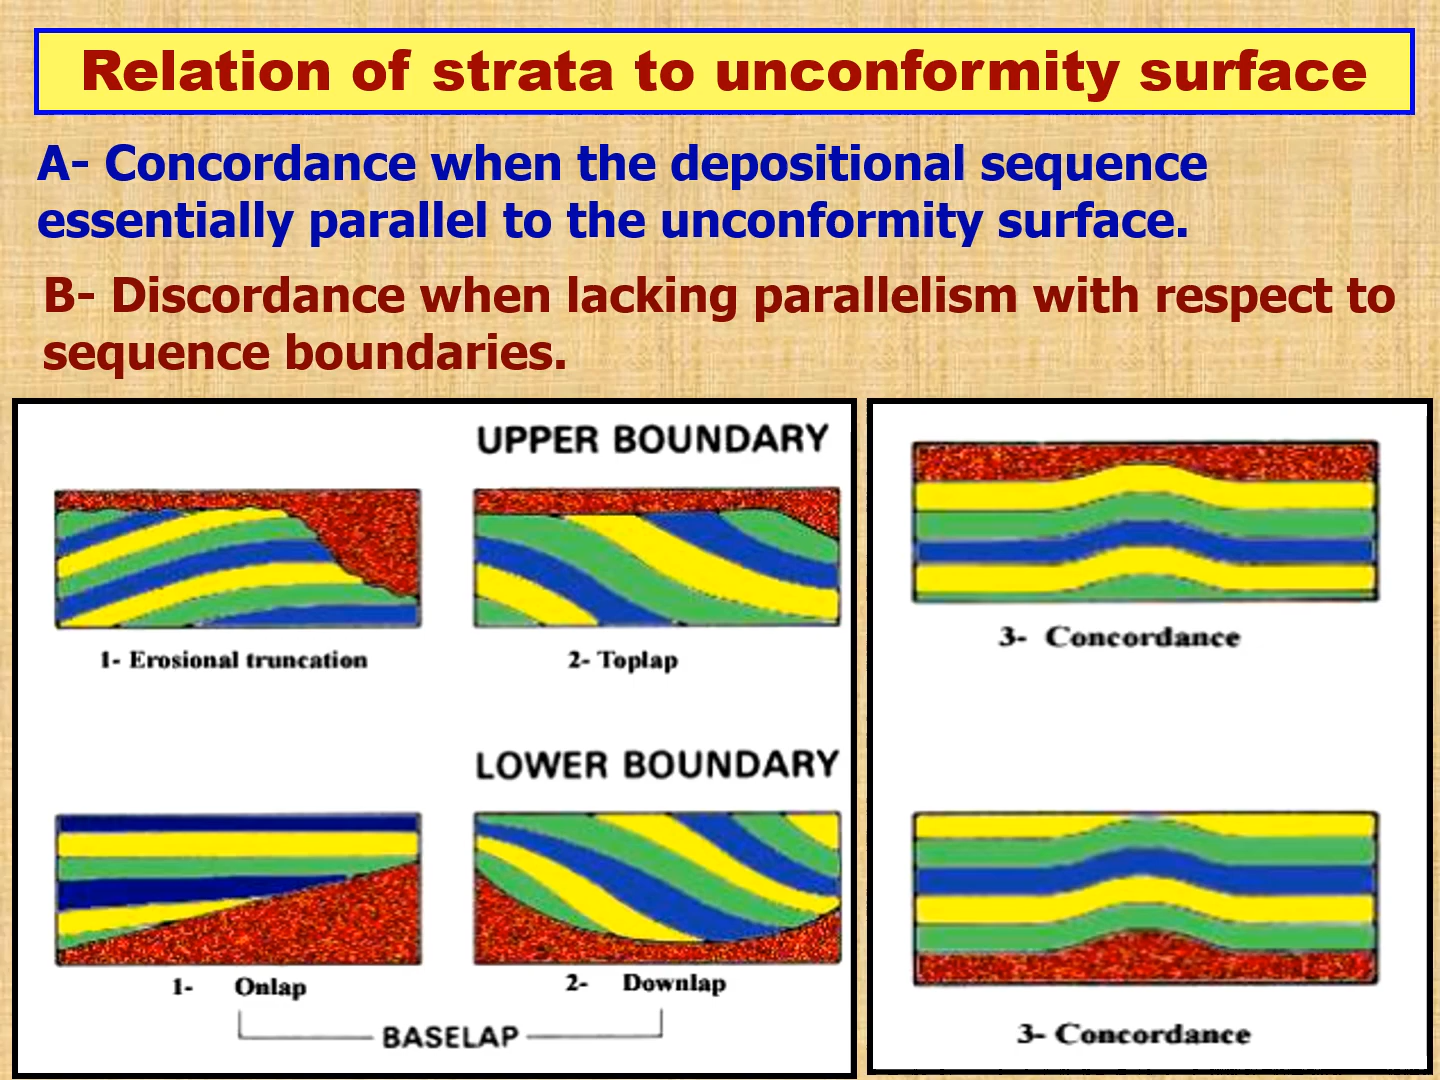 Relation of strata to unconformity surface
A- Concordance when the depositional sequence
essentially parallel to the unconformity surface.
B- Discordance when lacking parallelism with respect to
sequence boundaries.
UPPER BOUNDARY
1- Erosional truncation
2- Toplap
3- Concordance
LOWER BOUNDARY
1- Onlap
2- Downlap
BASELAP
3- Concordance